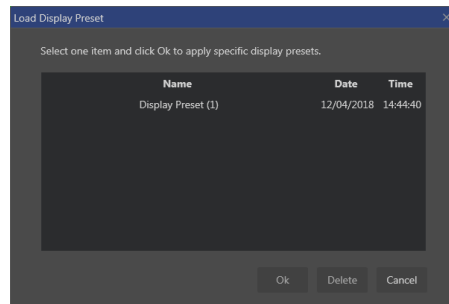 Load Display Preset
Select one item and click Ok to apply specific display presets.
Name Date Time
Display Preset (1) 12/04/2018 14:44:40
Ok Delete Cancel